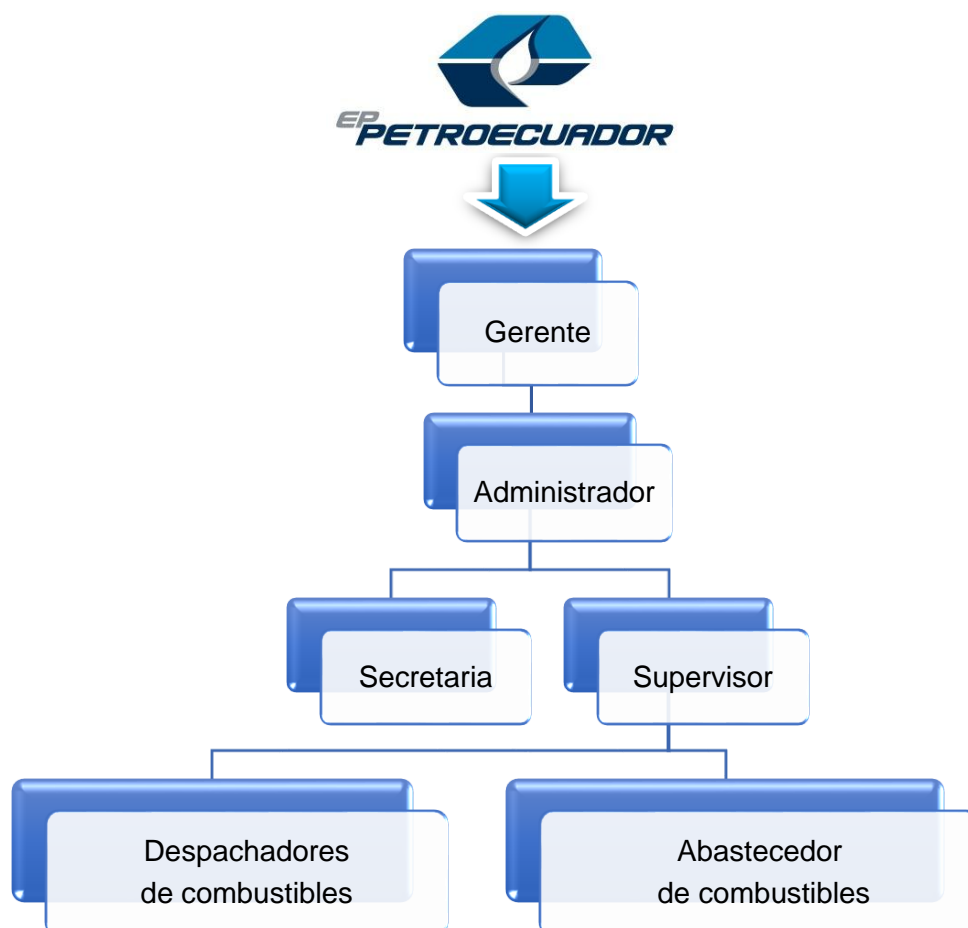 EP
PETROECUADOR
Gerente
Administrador
Secretaria
Supervisor
Despachadores
de combustibles
Abastecedor
de combustibles